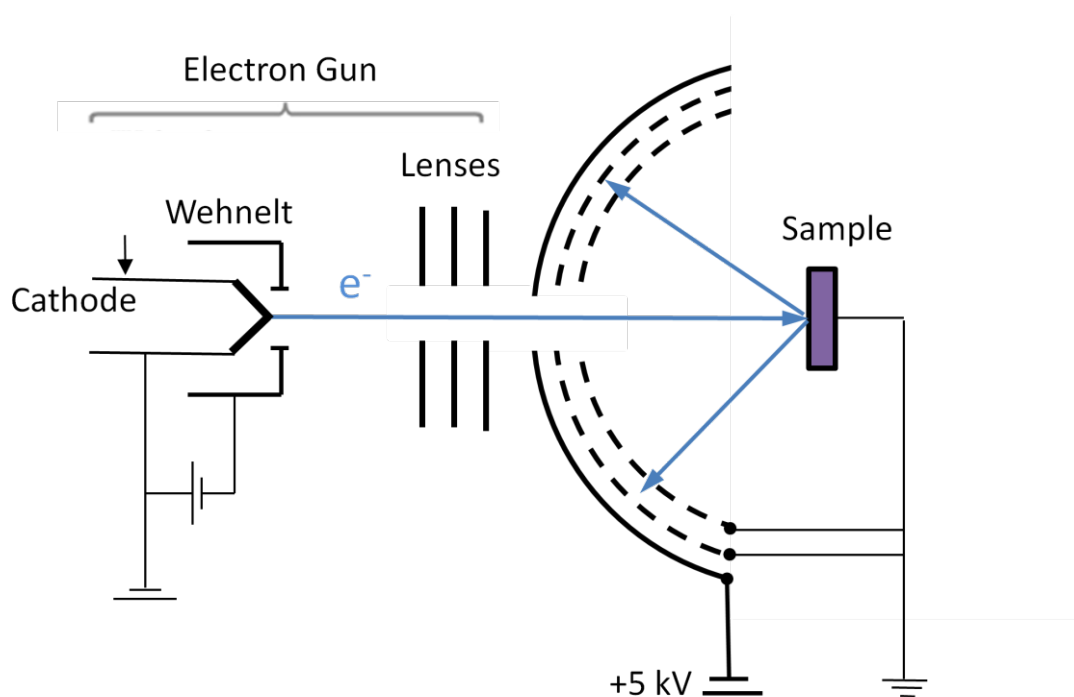 Electron Gun
Lenses
Wehnelt
Sample
Cathode
e-
+5 kV